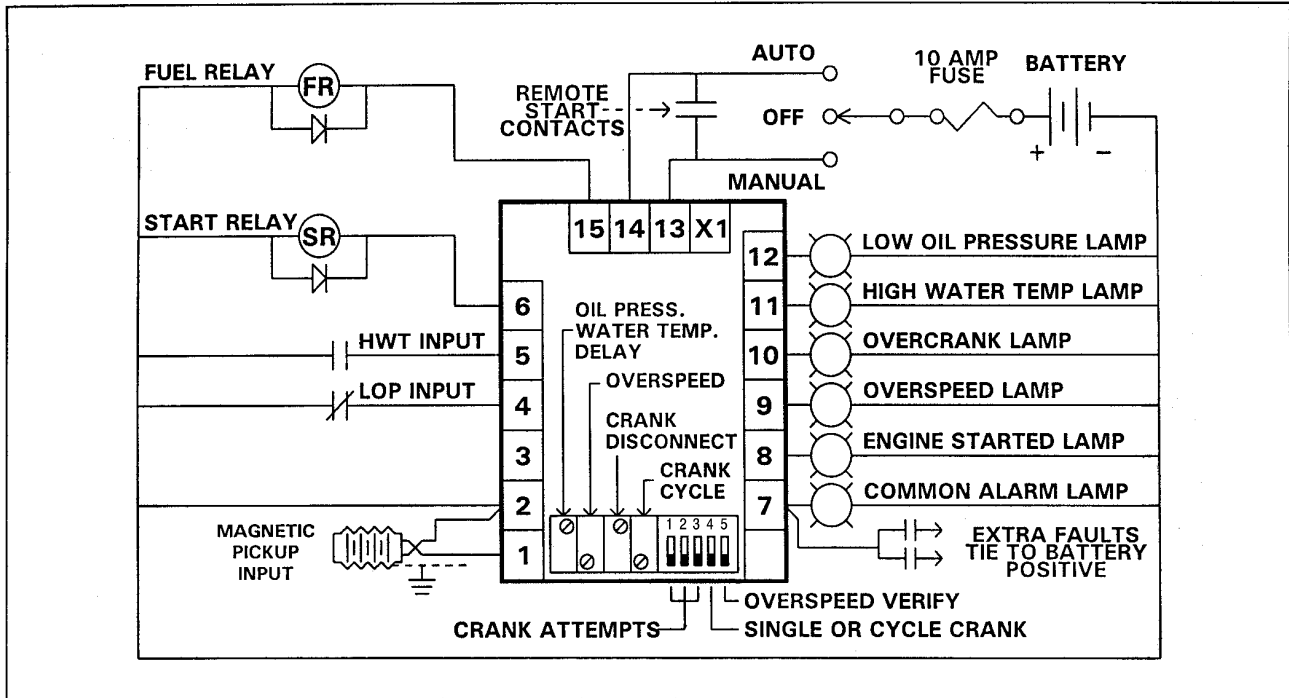 FUEL RELAY
FR
REMOTE
START
CONTACTS
AUTO
OFF
MANUAL
10 AMP
FUSE
BATTERY
+ -
START RELAY
SR
15 14 13 X1
6
HWT INPUT
5
LOP INPUT
4
3
2
MAGNETIC
PICKUP
INPUT
1
OIL PRESS.
WATER TEMP.
DELAY
OVERSPEED
CRANK
DISCONNECT
CRANK
CYCLE
1 2 3 4 5
12
LOW OIL PRESSURE LAMP
11
HIGH WATER TEMP LAMP
10
OVERCRANK LAMP
9
OVERSPEED LAMP
8
ENGINE STARTED LAMP
7
COMMON ALARM LAMP
EXTRA FAULTS
TIE TO BATTERY
POSITIVE
OVERSPEED VERIFY
CRANK ATTEMPTS
SINGLE OR CYCLE CRANK